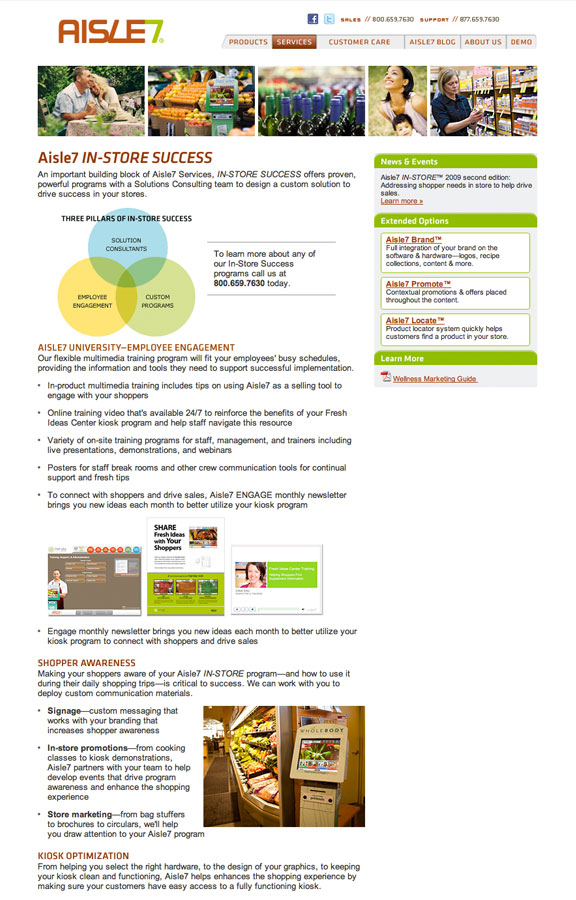 AISLE7®
SALES // 800.659.7630 SUPPORT // 877.659.7630
PRODUCTS SERVICES CUSTOMER CARE AISLE7 BLOG ABOUT US DEMO
Aisle7 IN-STORE SUCCESS
An important building block of Aisle7 Services, IN-STORE SUCCESS offers proven,
powerful programs with a Solutions Consulting team to design a custom solution to
drive success in your stores.
THREE PILLARS OF IN-STORE SUCCESS
SOLUTION
CONSULTANTS
EMPLOYEE
ENGAGEMENT
CUSTOM
PROGRAMS
To learn more about any of
our In-Store Success
programs call us at
800.659.7630 today.
AISLE7 UNIVERSITY—EMPLOYEE ENGAGEMENT
Our flexible multimedia training program will fit your employees' busy schedules,
providing the information and tools they need to support successful implementation.
• In-product multimedia training includes tips on using Aisle7 as a selling tool to
engage with your shoppers
• Online training video that's available 24/7 to reinforce the benefits of your Fresh
Ideas Center kiosk program and help staff navigate this resource
• Variety of on-site training programs for staff, management, and trainers including
live presentations, demonstrations, and webinars
• Posters for staff break rooms and other crew communication tools for continual
support and fresh tips
• To connect with shoppers and drive sales, Aisle7 ENGAGE monthly newsletter
brings you new ideas each month to better utilize your kiosk program
SHARE
Fresh Ideas
with Your
Shoppers
Fresh Ideas Center Training
• Engage monthly newsletter brings you new ideas each month to better utilize your
kiosk program to connect with shoppers and drive sales
SHOPPER AWARENESS
Making your shoppers aware of your Aisle7 IN-STORE program—and how to use it
during their daily shopping trips—is critical to success. We can work with you to
deploy custom communication materials.
• Signage—custom messaging that
works with your branding that
increases shopper awareness
• In-store promotions—from cooking
classes to kiosk demonstrations,
Aisle7 partners with your team to help
develop events that drive program
awareness and enhance the shopping
experience
• Store marketing—from bag stuffers
to brochures to circulars, we'll help
you draw attention to your Aisle7 program
WHOLEBODY
KIOSK OPTIMIZATION
From helping you select the right hardware, to the design of your graphics, to keeping
your kiosk clean and functioning, Aisle7 helps enhances the shopping experience by
making sure your customers have easy access to a fully functioning kiosk.
News & Events
Aisle7 IN-STORE™ 2009 second edition:
Addressing shopper needs in store to help drive
sales.
Learn more »
Extended Options
Aisle7 Brand™
Full integration of your brand on the
software & hardware—logos, recipe
collections, content & more.
Aisle7 Promote™
Contextual promotions & offers placed
throughout the content.
Aisle7 Locate™
Product locator system quickly helps
customers find a product in your store.
Learn More
Wellness Marketing Guide